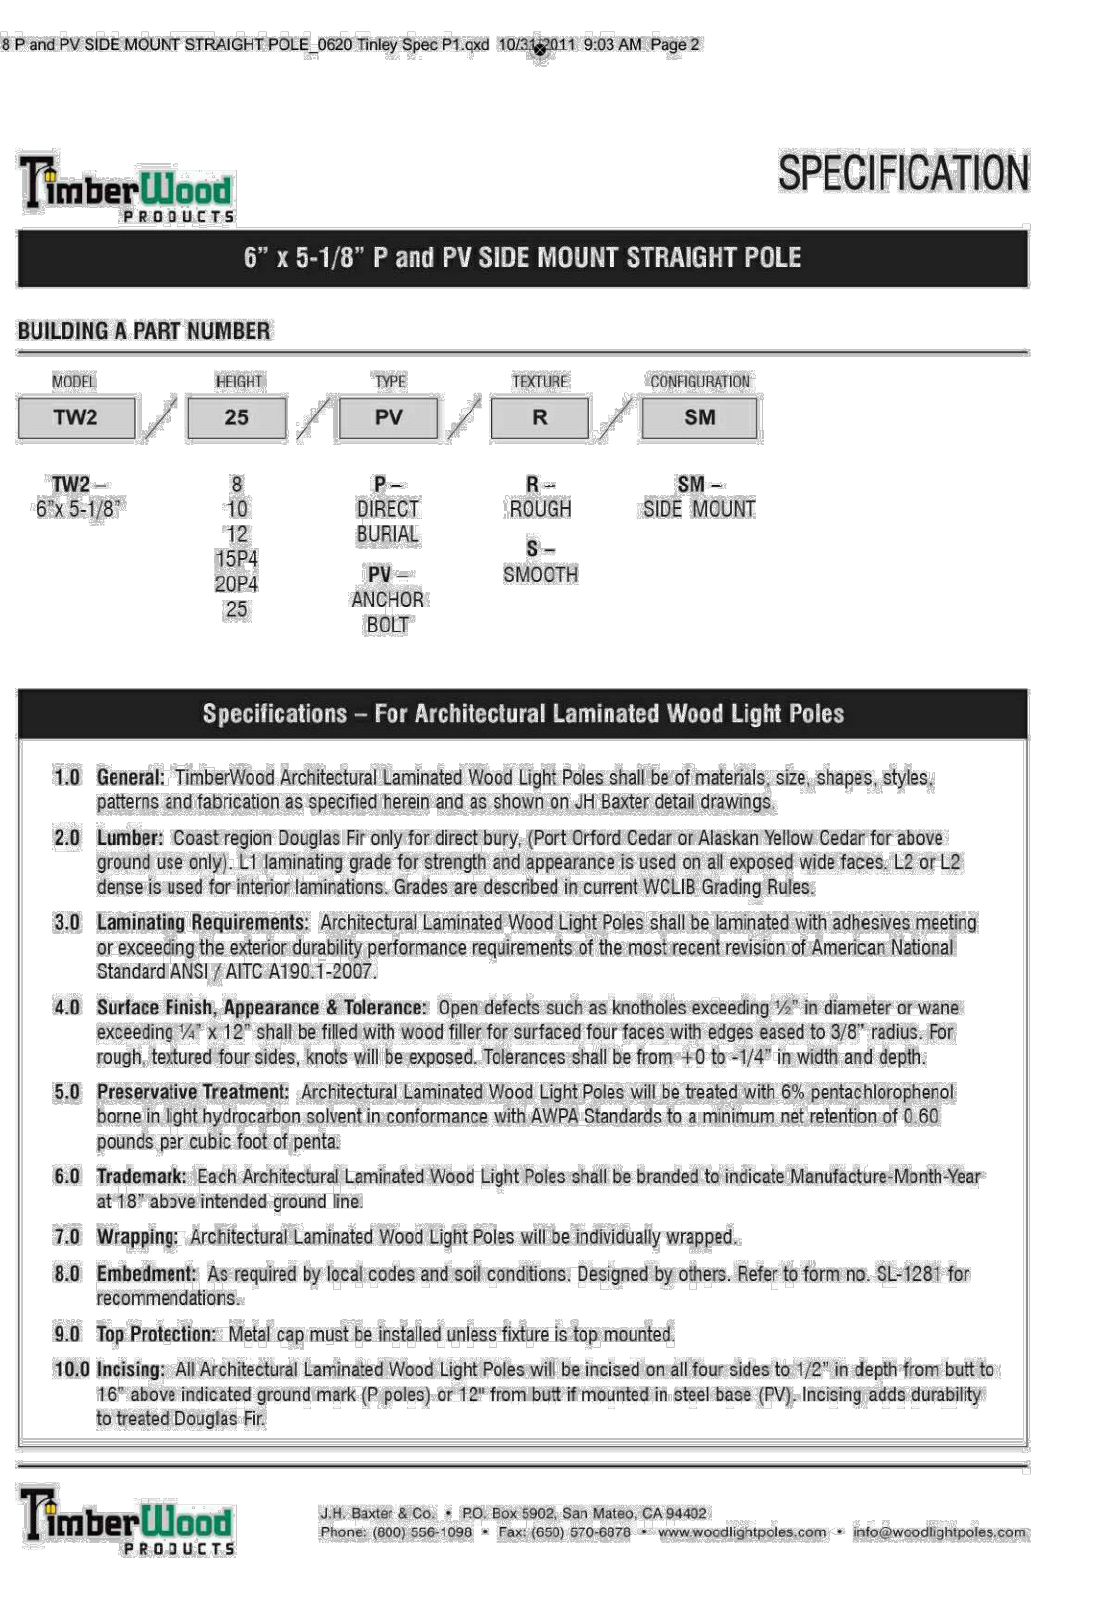 8 P and PV SIDE MOUNT STRAIGHT POLE_0620 Tinley Spec P1.qxd 10/31/2011 9:03 AM Page 2
TimberWood
PRODUCTS
SPECIFICATION
6” x 5-1/8” P and PV SIDE MOUNT STRAIGHT POLE
BUILDING A PART NUMBER
MODEL HEIGHT TYPE TEXTURE CONFIGURATION
TW2 / 25 / PV / R / SM
TW2 –
6”x 5-1/8”
8
10
12
15P4
20P4
25
P –
DIRECT
BURIAL
PV –
ANCHOR
BOLT
R –
ROUGH
S –
SMOOTH
SM –
SIDE MOUNT
Specifications – For Architectural Laminated Wood Light Poles
1.0 General: TimberWood Architectural Laminated Wood Light Poles shall be of materials, size, shapes, styles,
patterns and fabrication as specified herein and as shown on JH Baxter detail drawings.
2.0 Lumber: Coast region Douglas Fir only for direct bury, (Port Orford Cedar or Alaskan Yellow Cedar for above
ground use only). L1 laminating grade for strength and appearance is used on all exposed wide faces. L2 or L2
dense is used for interior laminations. Grades are described in current WCLIB Grading Rules.
3.0 Laminating Requirements: Architectural Laminated Wood Light Poles shall be laminated with adhesives meeting
or exceeding the exterior durability performance requirements of the most recent revision of American National
Standard ANSI / AITC A190.1-2007.
4.0 Surface Finish, Appearance & Tolerance: Open defects such as knotholes exceeding ½” in diameter or wane
exceeding ¼” x 12” shall be filled with wood filler for surfaced four faces with edges eased to 3/8” radius. For
rough, textured four sides, knots will be exposed. Tolerances shall be from +0 to -1/4” in width and depth.
5.0 Preservative Treatment: Architectural Laminated Wood Light Poles will be treated with 6% pentachlorophenol
borne in light hydrocarbon solvent in conformance with AWPA Standards to a minimum net retention of 0.60
pounds per cubic foot of penta.
6.0 Trademark: Each Architectural Laminated Wood Light Poles shall be branded to indicate Manufacture-Month-Year
at 18” above intended ground line.
7.0 Wrapping: Architectural Laminated Wood Light Poles will be individually wrapped.
8.0 Embedment: As required by local codes and soil conditions. Designed by others. Refer to form no. SL-1281 for
recommendations.
9.0 Top Protection: Metal cap must be installed unless fixture is top mounted.
10.0 Incising: All Architectural Laminated Wood Light Poles will be incised on all four sides to 1/2” in depth from butt to
16” above indicated ground mark (P poles) or 12" from butt if mounted in steel base (PV). Incising adds durability
to treated Douglas Fir.
TimberWood
PRODUCTS
J.H. Baxter & Co. • P.O. Box 5902, San Mateo, CA 94402
Phone: (800) 556-1098 • Fax: (650) 570-6878 • www.woodlightpoles.com • info@woodlightpoles.com